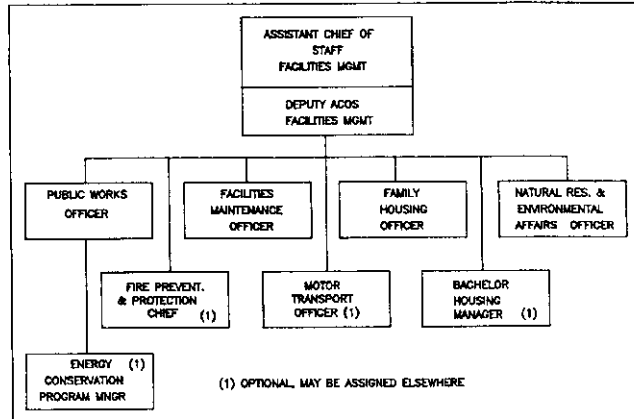 ASSISTANT CHIEF OF
STAFF
FACILITIES MGMT
DEPUTY ACOS
FACILITIES MGMT
PUBLIC WORKS
OFFICER
FACILITIES
MAINTENANCE
OFFICER
FAMILY
HOUSING
OFFICER
NATURAL RES. &
ENVIRONMENTAL
AFFAIRS OFFICER
FIRE PREVENT.
& PROTECTION
CHIEF (1)
MOTOR
TRANSPORT
OFFICER (1)
BACHELOR
HOUSING
MANAGER (1)
ENERGY (1)
CONSERVATION
PROGRAM MNGR
(1) OPTIONAL, MAY BE ASSIGNED ELSEWHERE